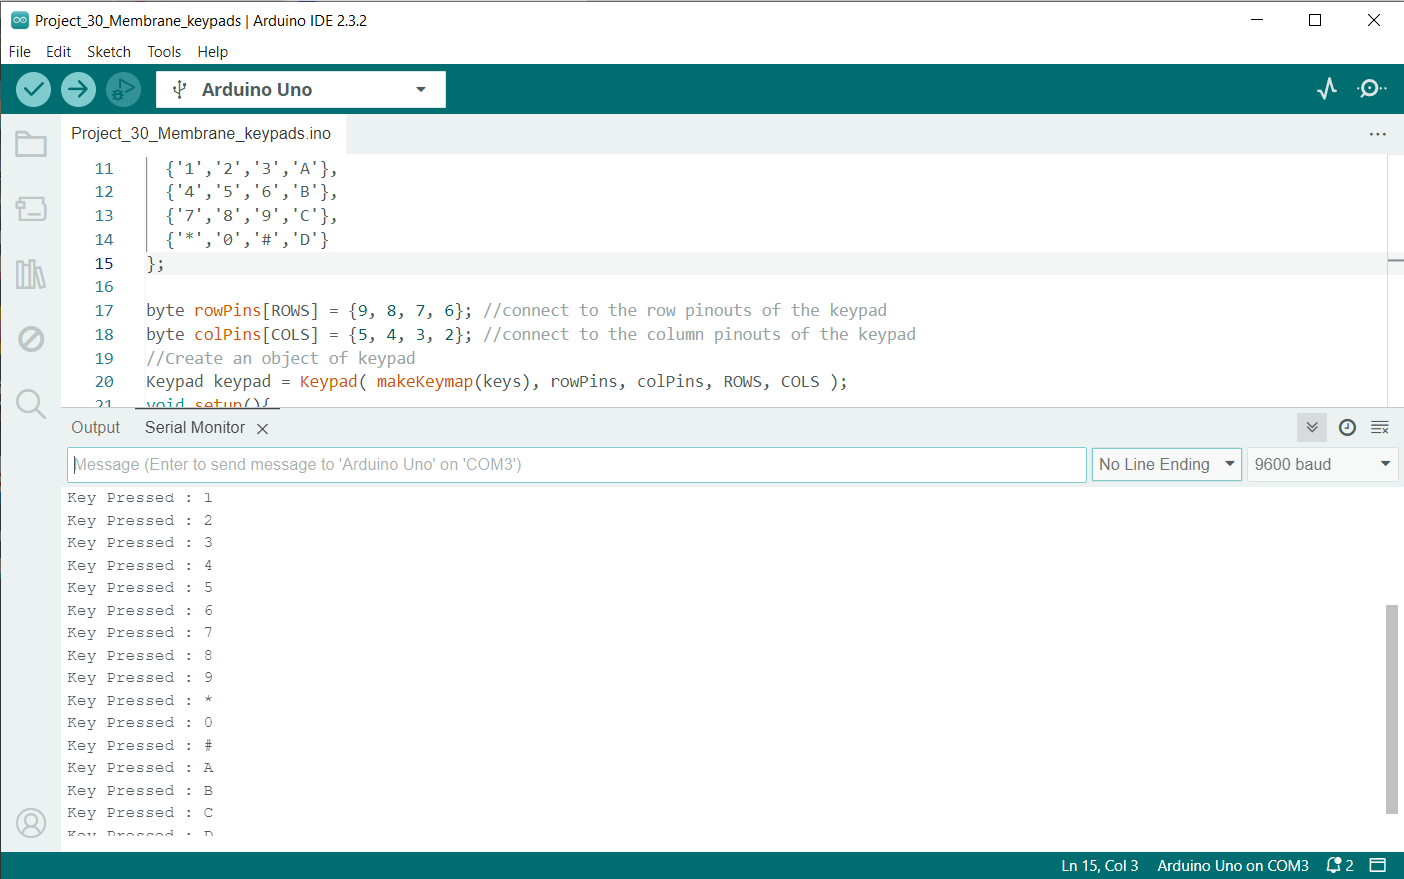 Project_30_Membrane_keypads | Arduino IDE 2.3.2
File Edit Sketch Tools Help
Arduino Uno
Project_30_Membrane_keypads.ino
11 {'1','2','3','A'},
12 {'4','5','6','B'},
13 {'7','8','9','C'},
14 {'*','0','#','D'}
15 };
16
17 byte rowPins[ROWS] = {9, 8, 7, 6}; //connect to the row pinouts of the keypad
18 byte colPins[COLS] = {5, 4, 3, 2}; //connect to the column pinouts of the keypad
19 //Create an object of keypad
20 Keypad keypad = Keypad( makeKeymap(keys), rowPins, colPins, ROWS, COLS );
21 void setup(){
Output Serial Monitor
Message (Enter to send message to 'Arduino Uno' on 'COM3') No Line Ending 9600 baud
Key Pressed : 1
Key Pressed : 2
Key Pressed : 3
Key Pressed : 4
Key Pressed : 5
Key Pressed : 6
Key Pressed : 7
Key Pressed : 8
Key Pressed : 9
Key Pressed : *
Key Pressed : 0
Key Pressed : #
Key Pressed : A
Key Pressed : B
Key Pressed : C
Key Pressed : D
Ln 15, Col 3 Arduino Uno on COM3 2